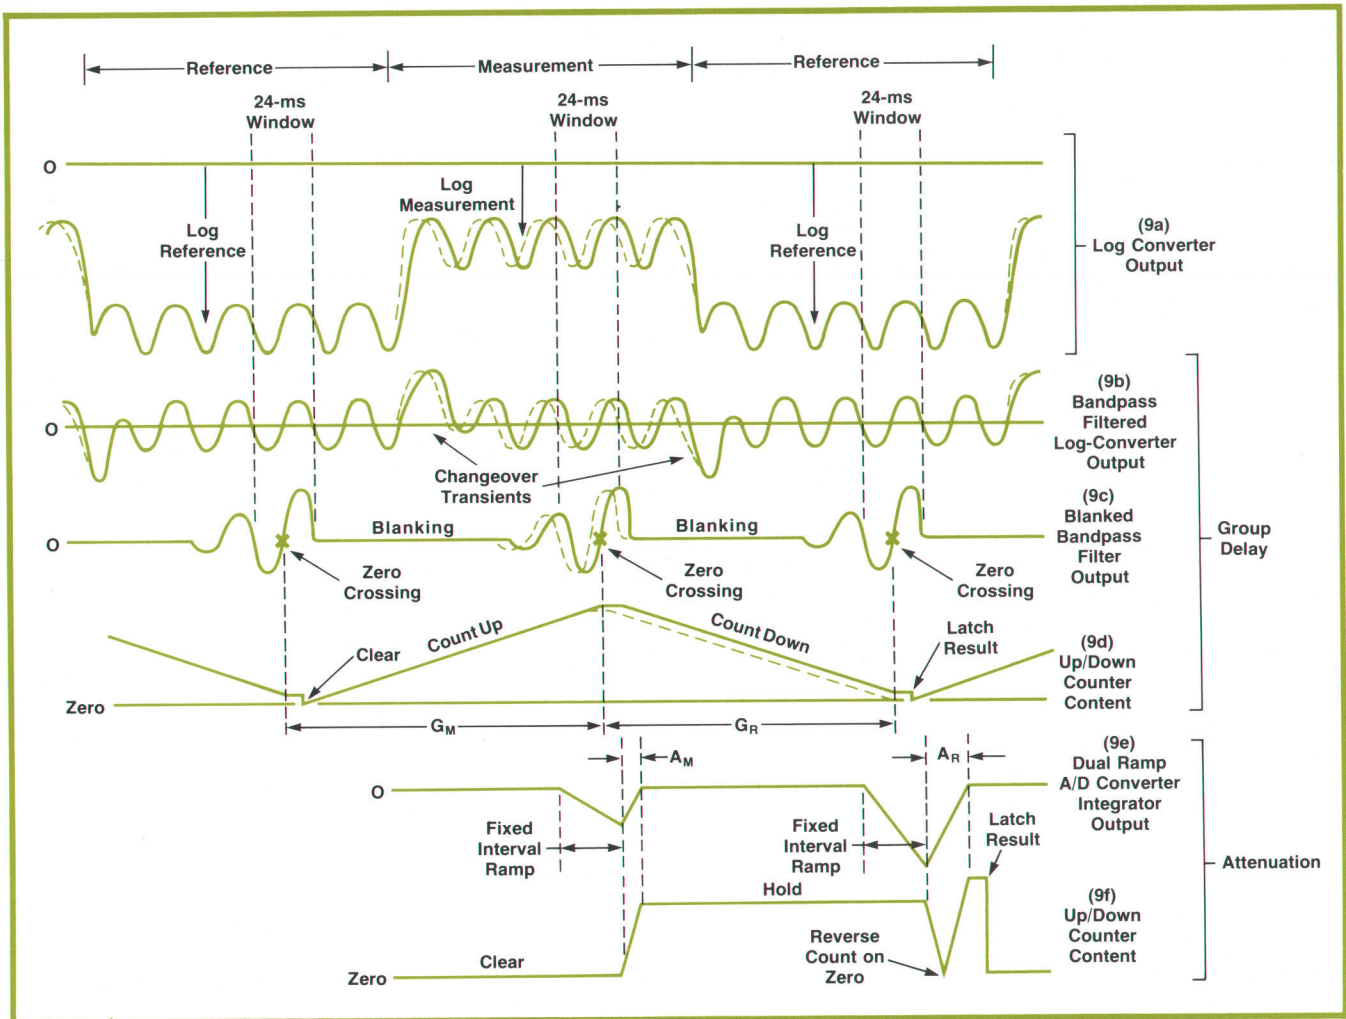 Reference
Measurement
Reference
24-ms
Window
24-ms
Window
24-ms
Window
O
Log
Reference
Log
Measurement
Log
Reference
(9a)
Log Converter
Output
O
Changeover
Transients
(9b)
Bandpass
Filtered
Log-Converter
Output
O
Blanking
Blanking
Zero
Crossing
Zero
Crossing
Zero
Crossing
(9c)
Blanked
Bandpass
Filter
Output
Group
Delay
Clear
Count Up
Count Down
Latch
Result
Zero
(9d)
Up/Down
Counter
Content
GM
GR
AM
AR
O
Fixed
Interval
Ramp
Fixed
Interval
Ramp
Latch
Result
(9e)
Dual Ramp
A/D Converter
Integrator
Output
Attenuation
Hold
Clear
Zero
Reverse
Count on
Zero
(9f)
Up/Down
Counter
Content